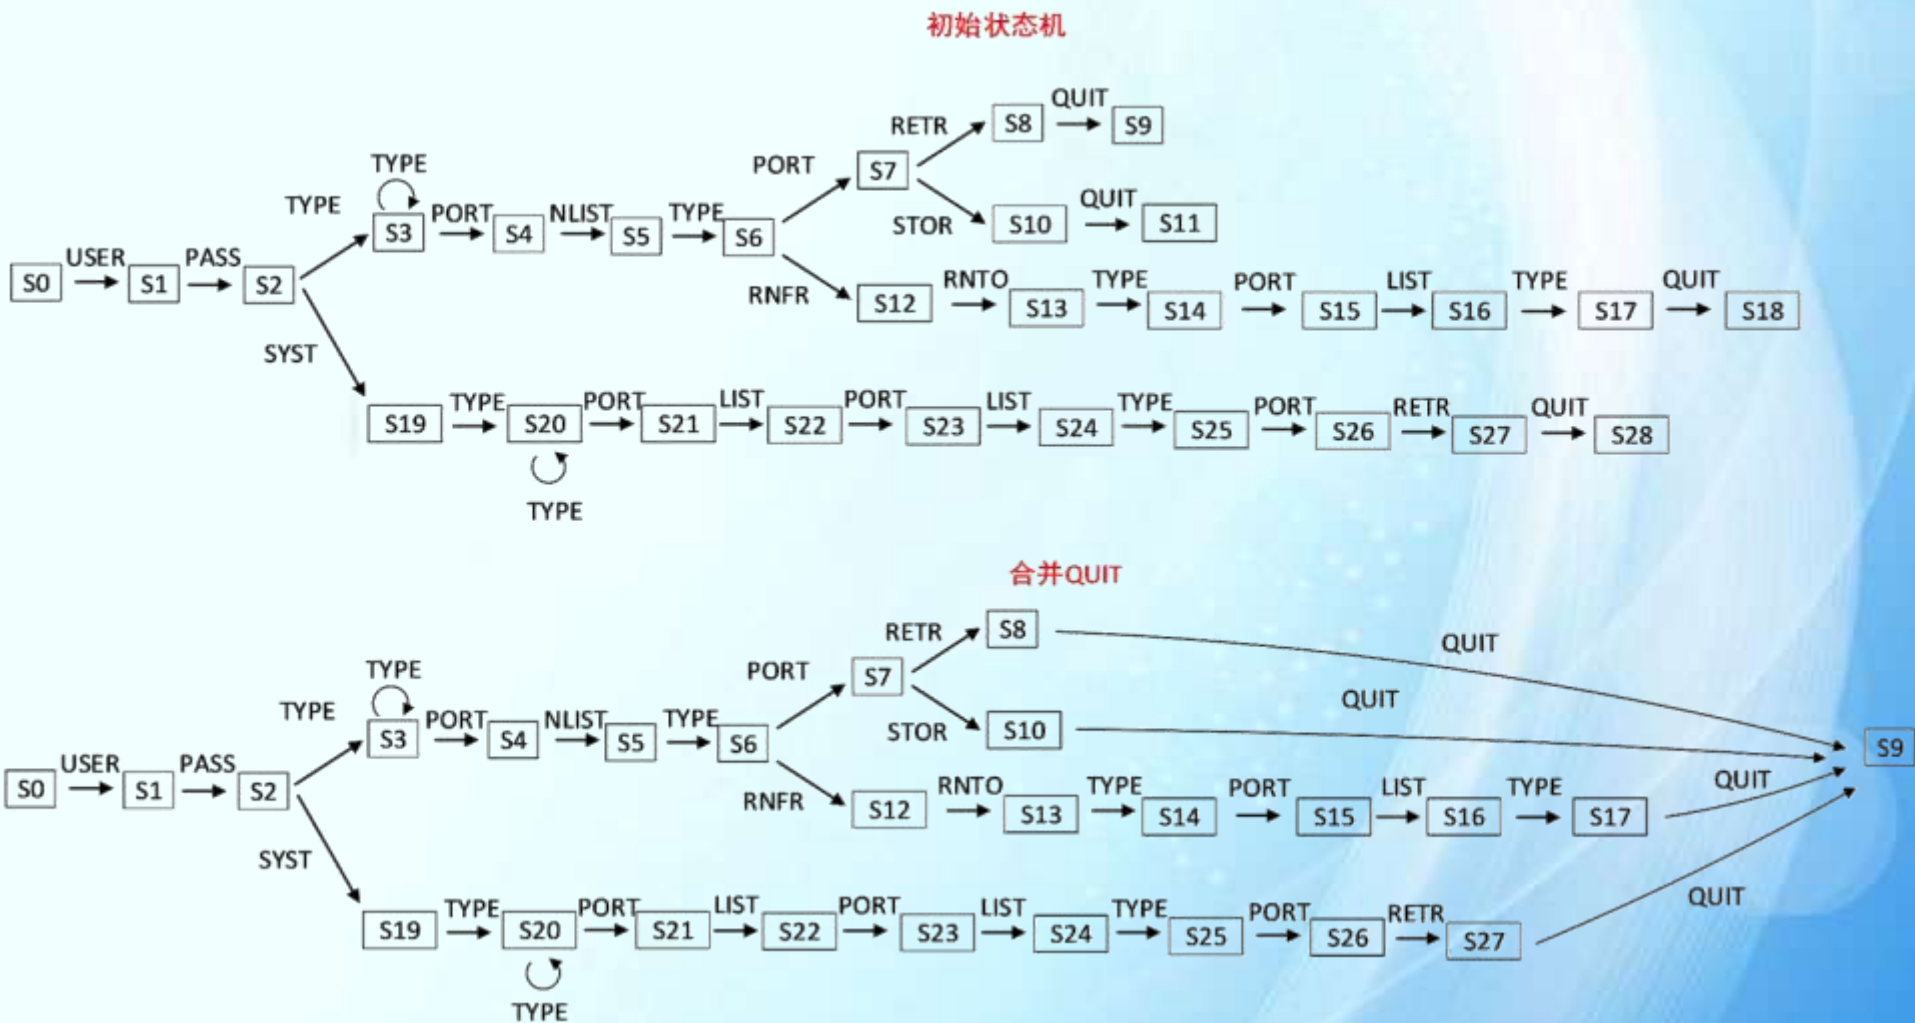 初始状态机
QUIT
RETR S8 S9
TYPE PORT S7
TYPE PORT NLIST TYPE STOR QUIT
S3 S4 S5 S6 S10 S11
USER PASS RNFR RNTO TYPE PORT LIST TYPE QUIT
S0 S1 S2 S12 S13 S14 S15 S16 S17 S18
SYST
TYPE PORT LIST PORT LIST TYPE PORT RETR QUIT
S19 S20 S21 S22 S23 S24 S25 S26 S27 S28
TYPE
合并QUIT
RETR S8 QUIT
TYPE PORT S7 QUIT
TYPE PORT NLIST TYPE STOR S10
S3 S4 S5 S6 S9
USER PASS RNFR RNTO TYPE PORT LIST TYPE QUIT
S0 S1 S2 S12 S13 S14 S15 S16 S17
SYST
TYPE PORT LIST PORT LIST TYPE PORT RETR QUIT
S19 S20 S21 S22 S23 S24 S25 S26 S27
TYPE